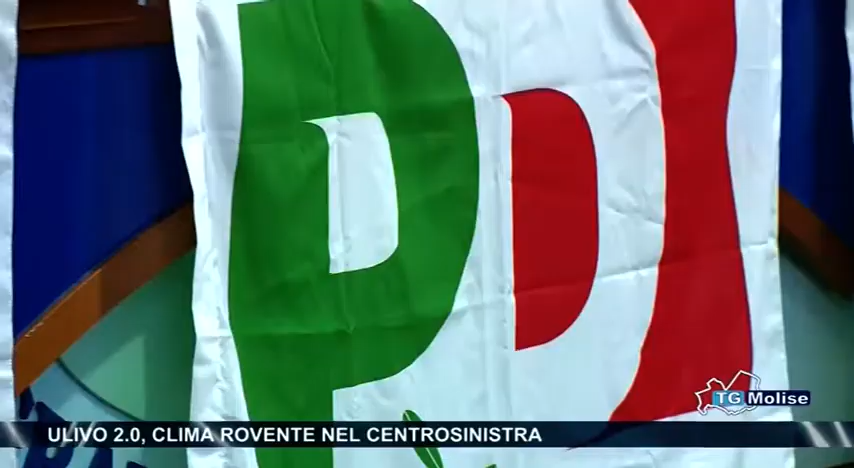 PD
TG Molise
ULIVO 2.0, CLIMA ROVENTE NEL CENTROSINISTRA